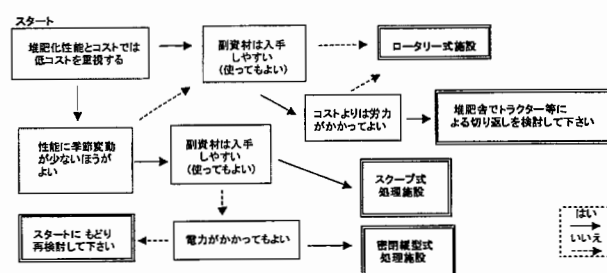 スタート
堆肥化性能とコストでは
低コストを重視する
副資材は入手
しやすい
(使ってもよい)
ロータリー式施設
コストよりは労力
がかかってよい
堆肥舎でトラクター等に
よる切り返しを検討して下さい
性能に季節変動
が少ないほうが
よい
副資材は入手
しやすい
(使ってもよい)
スクープ式
処理施設
スタートに もどり
再検討して下さい
電力がかかってもよい
密閉縦型式
処理施設
はい
いいえ